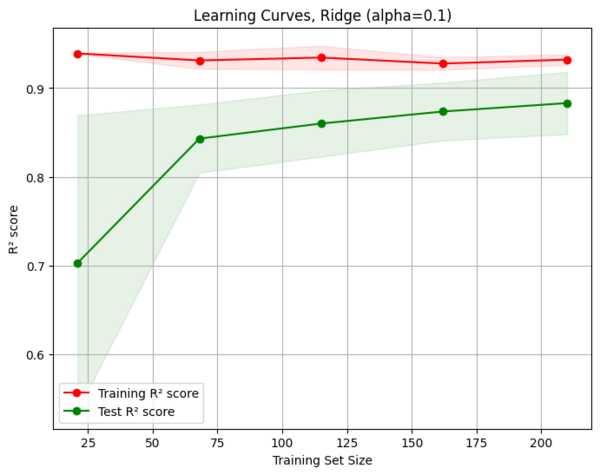 Learning Curves, Ridge (alpha=0.1)
R² score
0.9
0.8
0.7
0.6
Training R² score
Test R² score
25 50 75 100 125 150 175 200
Training Set Size